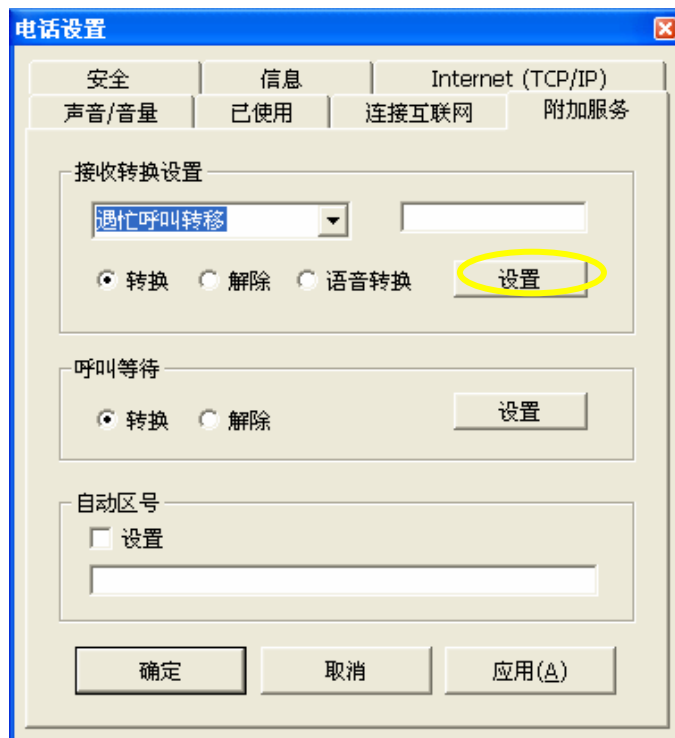 电话设置
安全 信息 Internet (TCP/IP)
声音/音量 已使用 连接互联网 附加服务
接收转换设置
遇忙呼叫转移
转换 解除 语音转换 设置
呼叫等待
转换 解除 设置
自动区号
设置
确定 取消 应用(A)